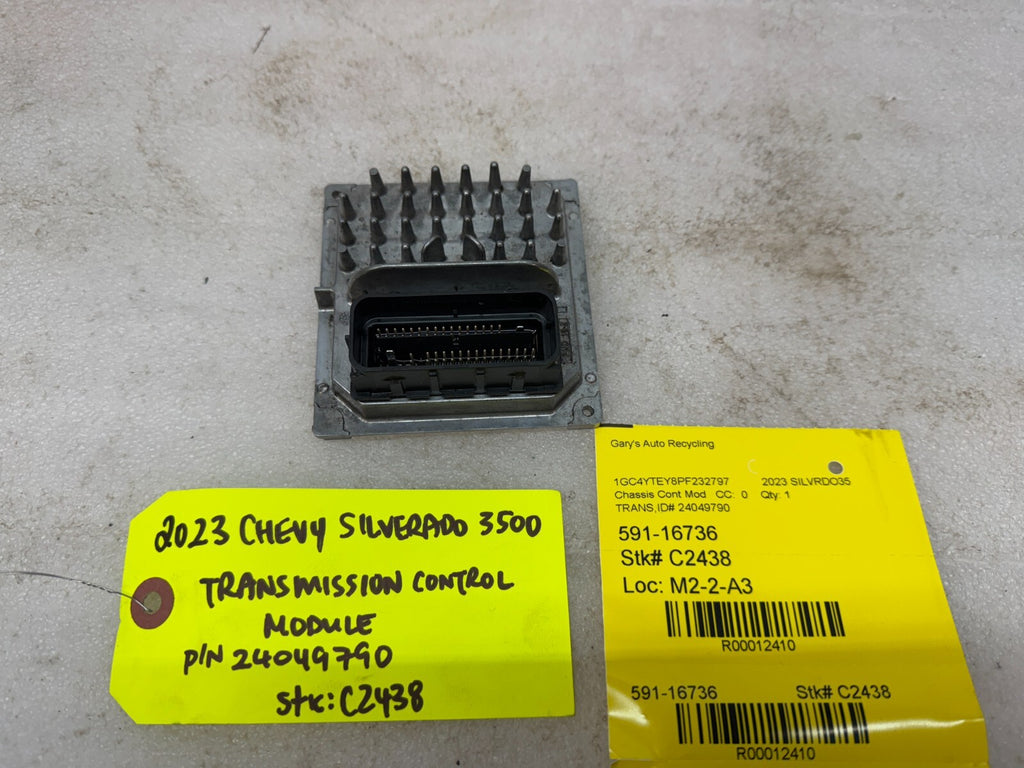 2023 CHEVY SILVERADO 3500
TRANSMISSION CONTROL
MODULE
P/N 24049790
Stk: C2438
Gary's Auto Recycling
1GC4YTEY8PF232797 2023 SILVRDO35
Chassis Cont Mod CC: 0 Qty: 1
TRANS,ID# 24049790
591-16736
Stk# C2438
Loc: M2-2-A3
R00012410
591-16736 Stk# C2438
R00012410